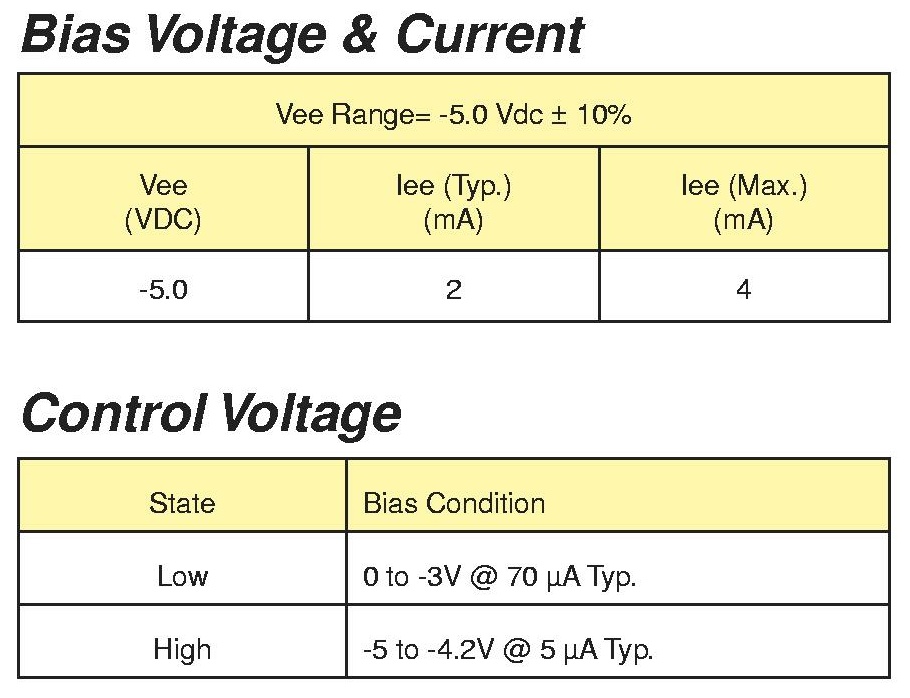 Bias Voltage & Current
Vee Range= -5.0 Vdc ± 10%
Vee
(VDC)
Iee (Typ.)
(mA)
Iee (Max.)
(mA)
-5.0
2
4
Control Voltage
State
Bias Condition
Low
0 to -3V @ 70 µA Typ.
High
-5 to -4.2V @ 5 µA Typ.